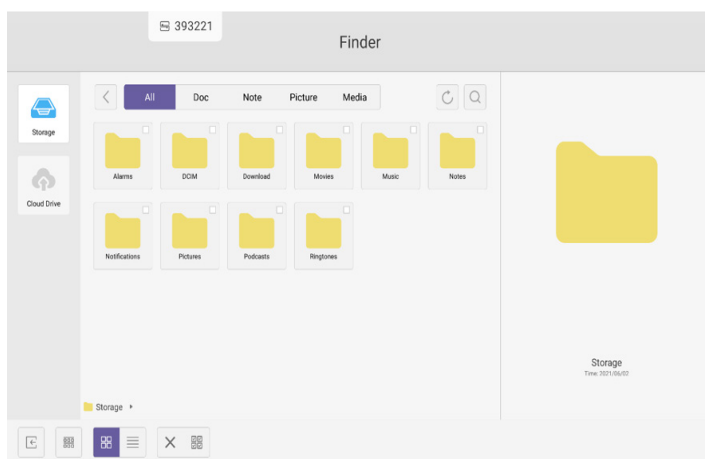 393221
Finder
All Doc Note Picture Media
Storage
Cloud Drive
Alarms DCIM Download Movies Music Notes
Notifications Pictures Podcasts Ringtones
Storage
Time: 2021/06/02
Storage